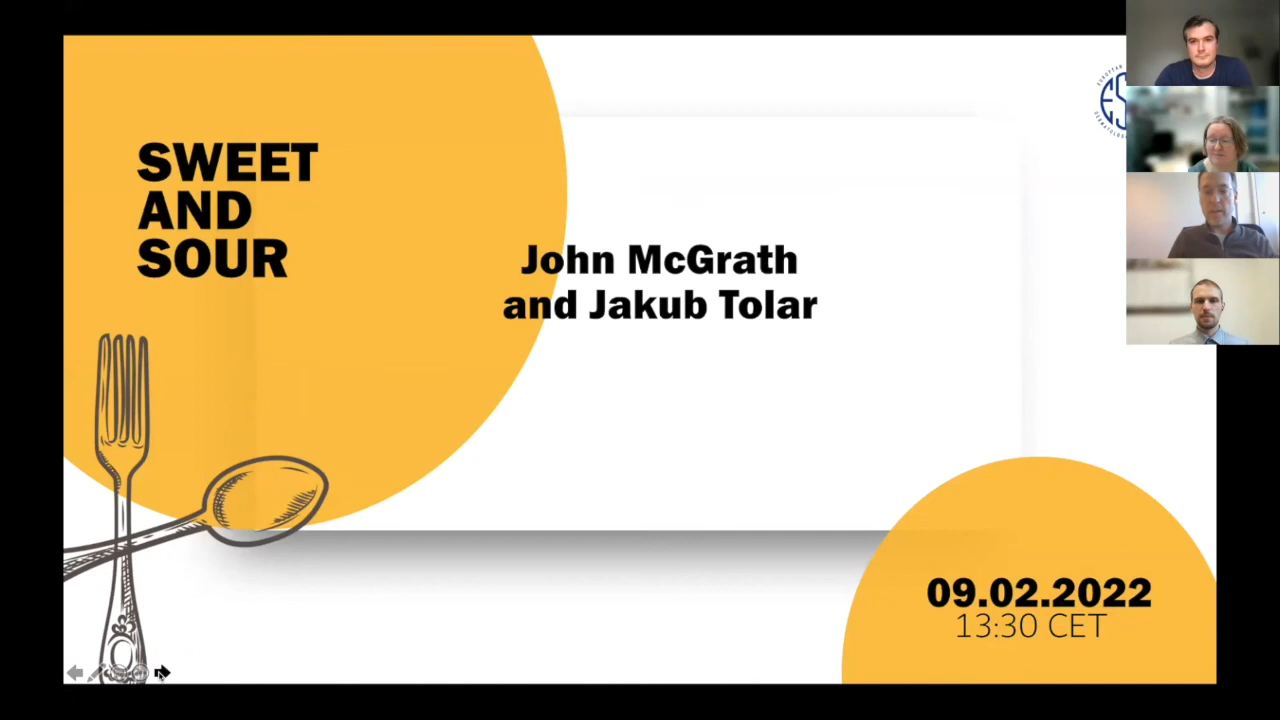 SWEET
AND
SOUR
John McGrath
and Jakub Tolar
09.02.2022
13:30 CET